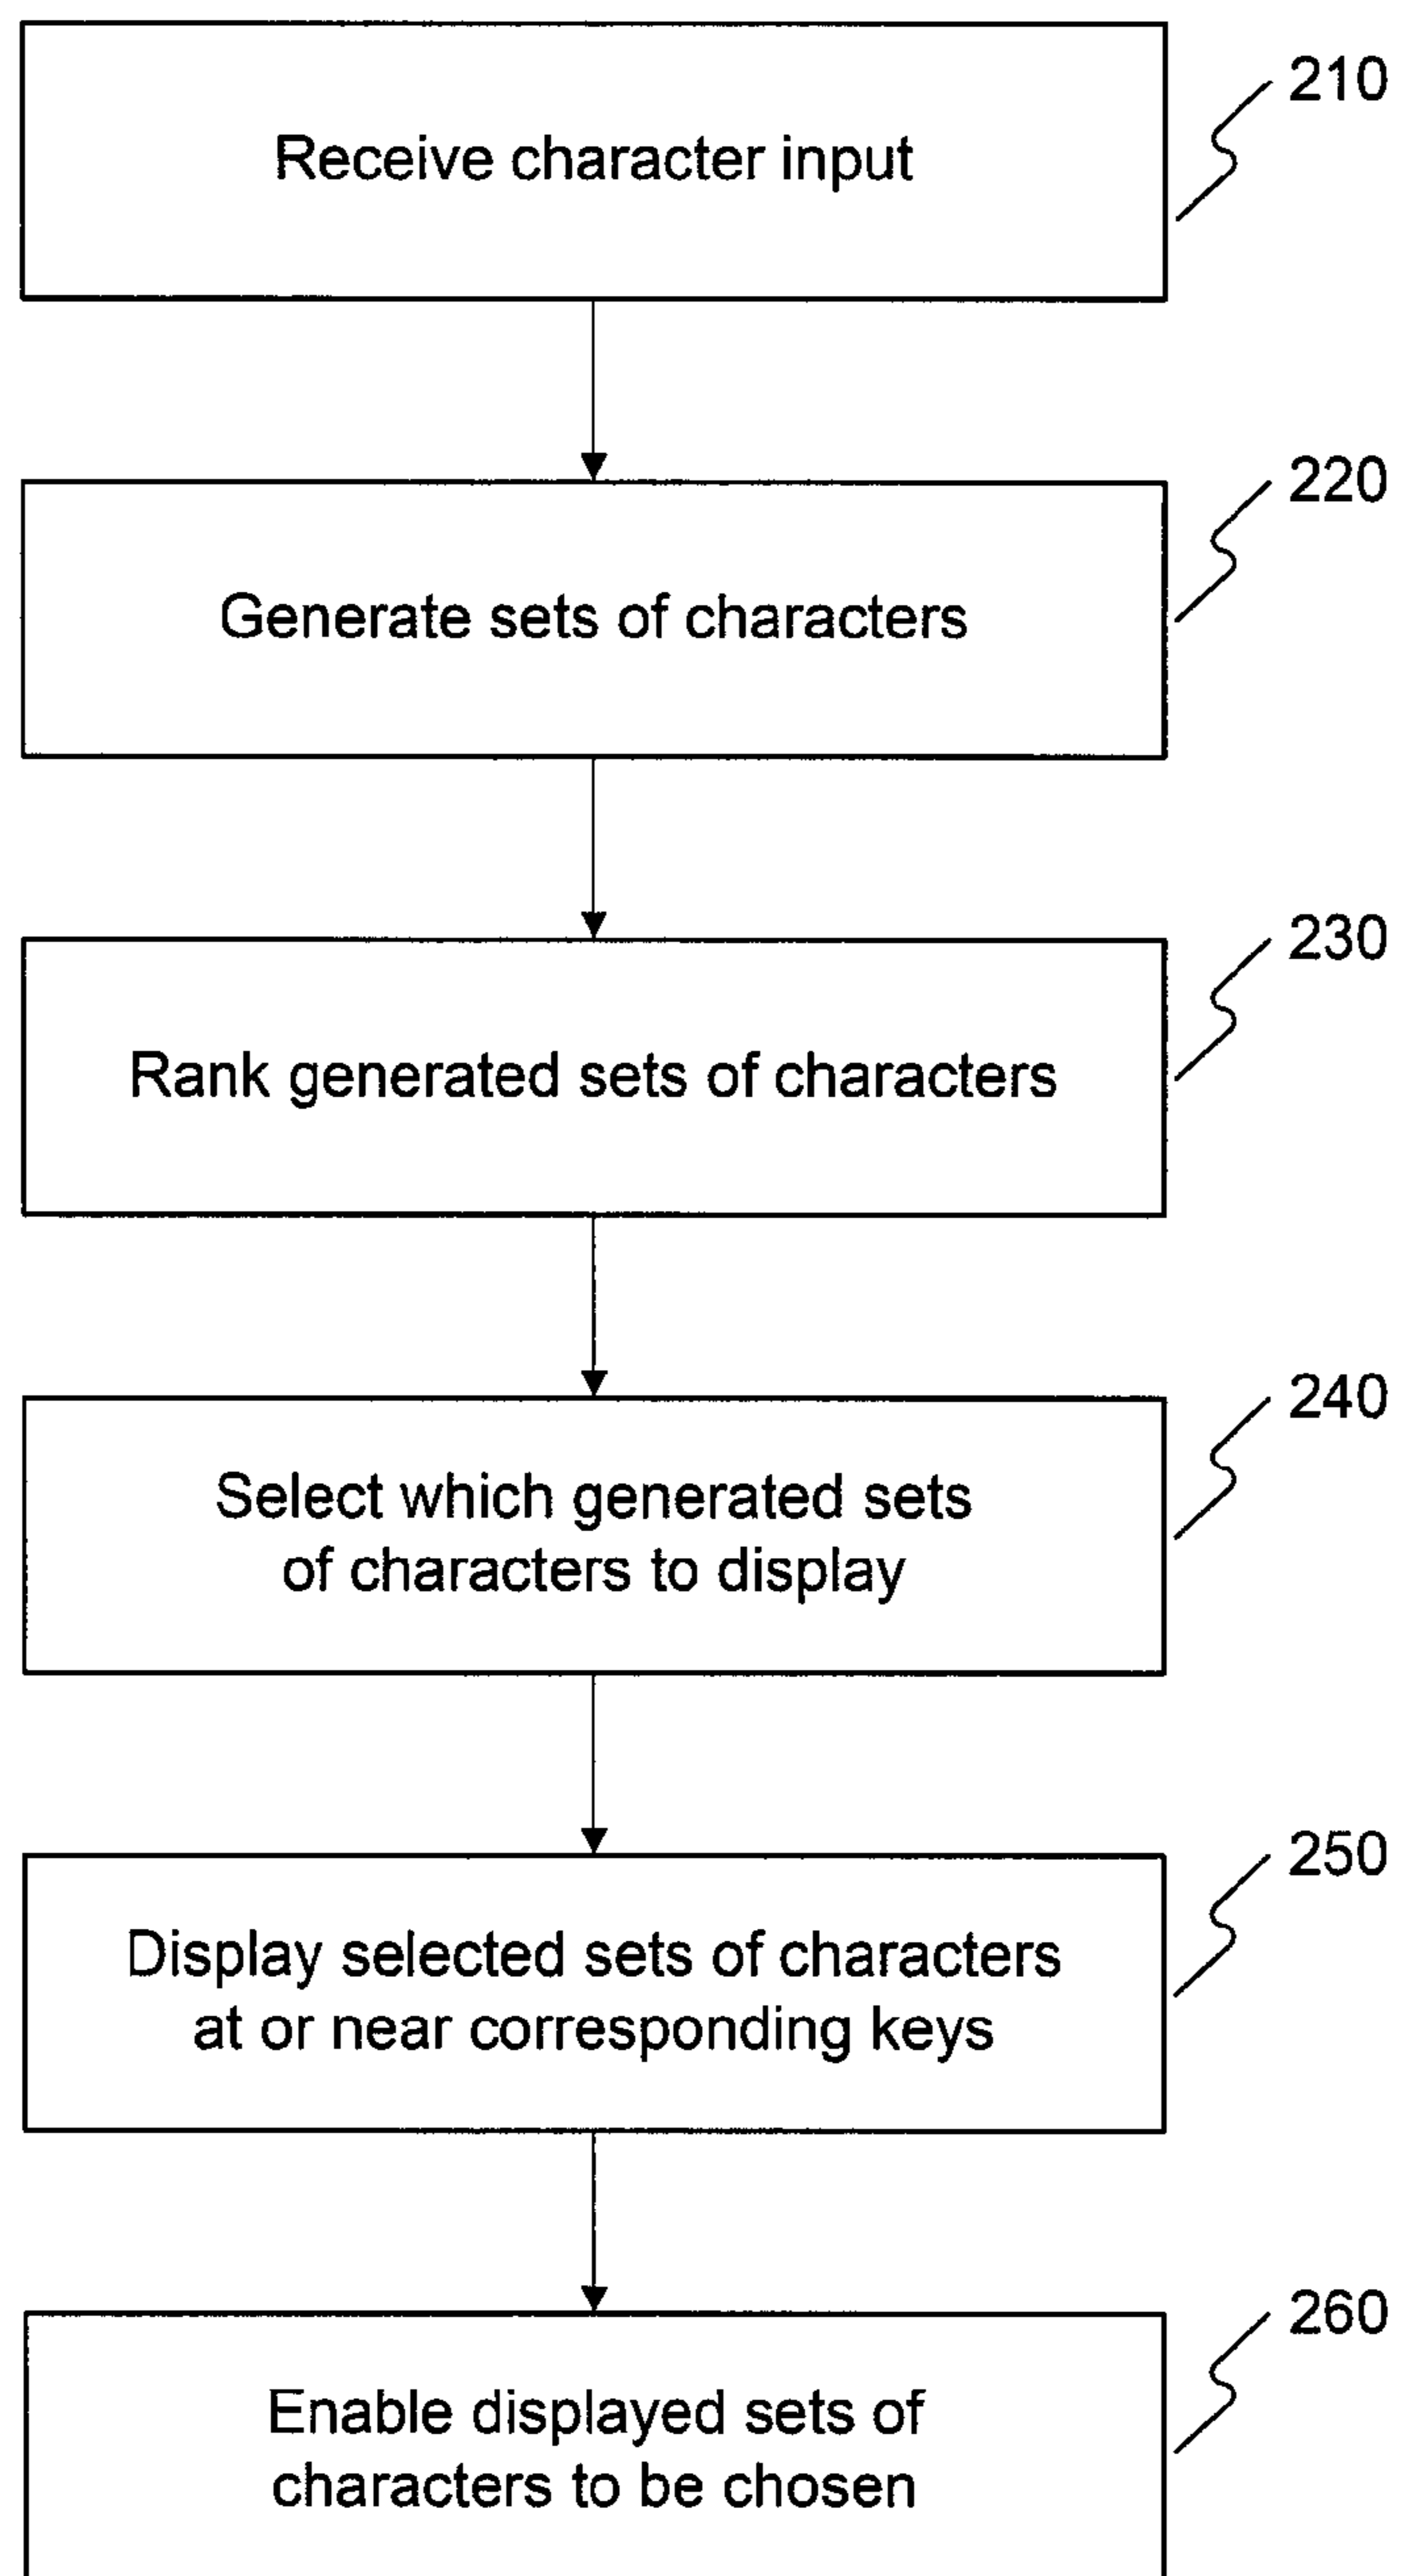 210
Receive character input
220
Generate sets of characters
230
Rank generated sets of characters
240
Select which generated sets
of characters to display
250
Display selected sets of characters
at or near corresponding keys
260
Enable displayed sets of
characters to be chosen